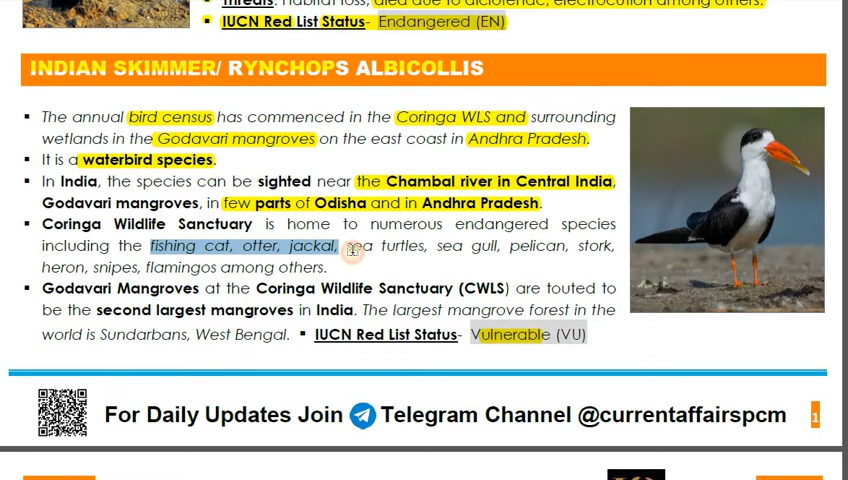 Threats: Habitat loss, died due to diclofenac, electrocution among others.
▪ IUCN Red List Status- Endangered (EN)
INDIAN SKIMMER/ RYNCHOPS ALBICOLLIS
▪ The annual bird census has commenced in the Coringa WLS and surrounding
wetlands in the Godavari mangroves on the east coast in Andhra Pradesh.
▪ It is a waterbird species.
▪ In India, the species can be sighted near the Chambal river in Central India,
Godavari mangroves, in few parts of Odisha and in Andhra Pradesh.
▪ Coringa Wildlife Sanctuary is home to numerous endangered species
including the fishing cat, otter, jackal, sea turtles, sea gull, pelican, stork,
heron, snipes, flamingos among others.
▪ Godavari Mangroves at the Coringa Wildlife Sanctuary (CWLS) are touted to
be the second largest mangroves in India. The largest mangrove forest in the
world is Sundarbans, West Bengal. ▪ IUCN Red List Status- Vulnerable (VU)
For Daily Updates Join Telegram Channel @currentaffairspcm
1